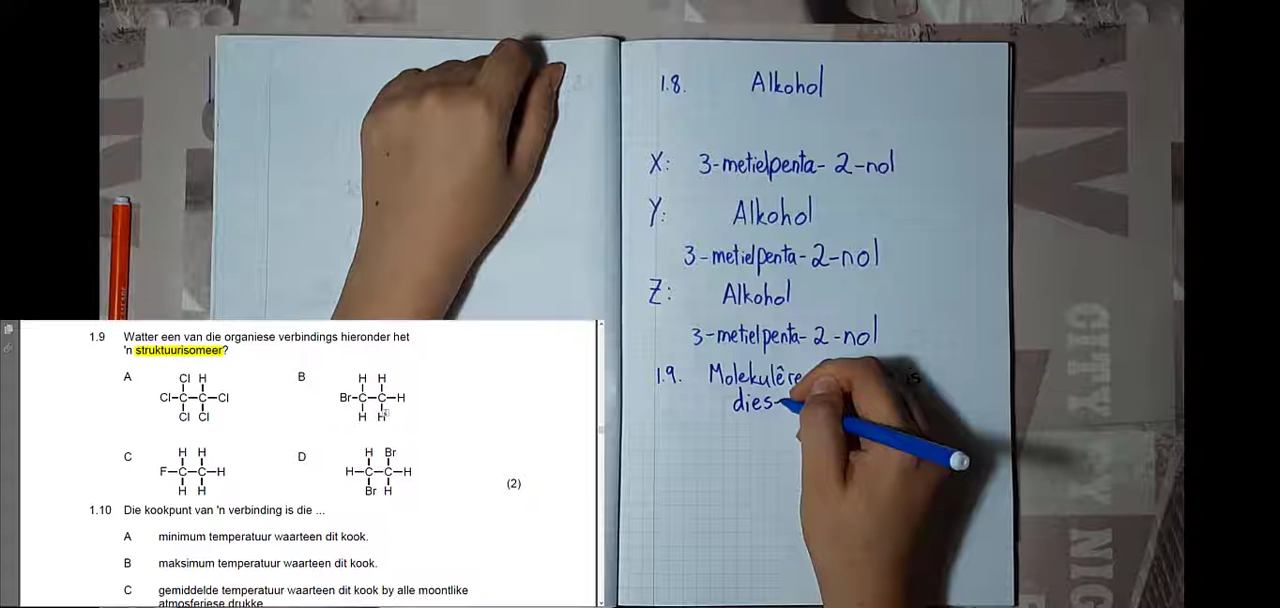 1.8. Alkohol
X: 3-metielpenta-2-nol
Y: Alkohol
3-metielpenta-2-nol
Z: Alkohol
3-metielpenta-2-nol
1.9. Molekulêre is
dies
1.9 Watter een van die organiese verbindings hieronder het
'n struktuurisomeer?
A B
Cl H H H
Cl-C-C-Cl Br-C-C-H
Cl Cl H H
C D
H H H Br
F-C-C-H H-C-C-H
H H Br H
(2)
1.10 Die kookpunt van 'n verbinding is die ...
A minimum temperatuur waarteen dit kook.
B maksimum temperatuur waarteen dit kook.
C gemiddelde temperatuur waarteen dit kook by alle moontlike
atmosferiese drukke